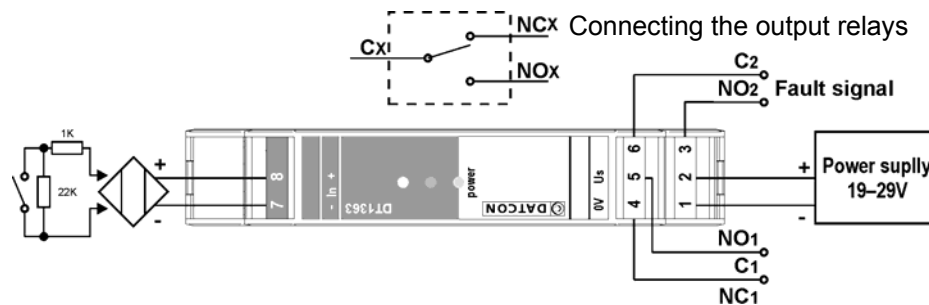 NCX
Connecting the output relays
CX
NOX
C2
NO2
Fault signal
1K
22K
+
-
8
7
- In +
DT1363
power
© DATCON
0V Us
6
5
4
3
2
1
+
-
Power suplly
19–29V
NO1
C1
NC1